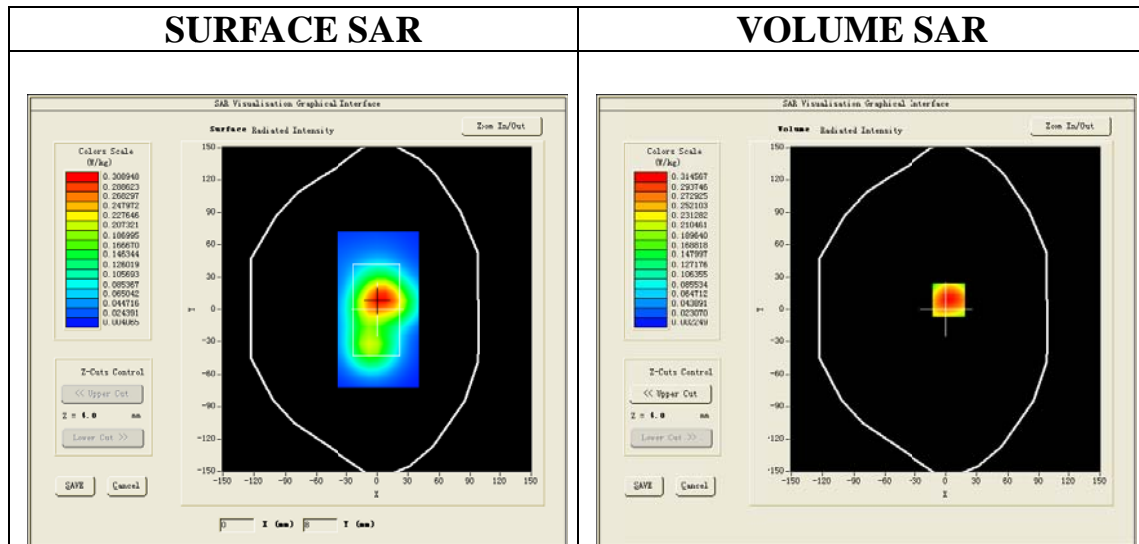 SURFACE SAR
VOLUME SAR
SAR Visualisation Graphical Interface
Surface Radiated Intensity
Zoom In/Out
Colors Scale
(W/kg)
0.308948
0.288623
0.268297
0.247972
0.227646
0.207321
0.186995
0.166670
0.146344
0.126019
0.105693
0.085367
0.065042
0.044716
0.024391
0.004065
Z-Cuts Control
<< Upper Cut
Z = 4.0 mm
Lower Cut >>
SAVE
Cancel
150
120
90
60
30
0
-30
-60
-90
-120
-150
Y
-150 -120 -90 -60 -30 0 30 60 90 120 150
X
0 X (mm) 8 Y (mm)
SAR Visualisation Graphical Interface
Volume Radiated Intensity
Zoom In/Out
Colors Scale
(W/kg)
0.314567
0.293746
0.272925
0.252103
0.231282
0.210461
0.189640
0.168818
0.147997
0.127176
0.106355
0.085534
0.064712
0.043891
0.023070
0.002249
Z-Cuts Control
<< Upper Cut
Z = 4.0 mm
Lower Cut >>
SAVE
Cancel
150
120
90
60
30
0
-30
-60
-90
-120
-150
Y
-150 -120 -90 -60 -30 0 30 60 90 120 150
X